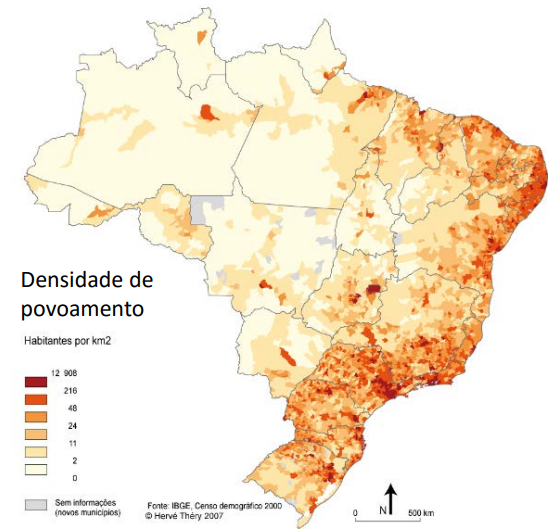 Densidade de
povoamento
Habitantes por km2
12 908
216
48
24
11
2
0
Sem informações
(novos municípios)
Fonte: IBGE, Censo demográfico 2000
© Hervé Théry 2007
N
0 500 km